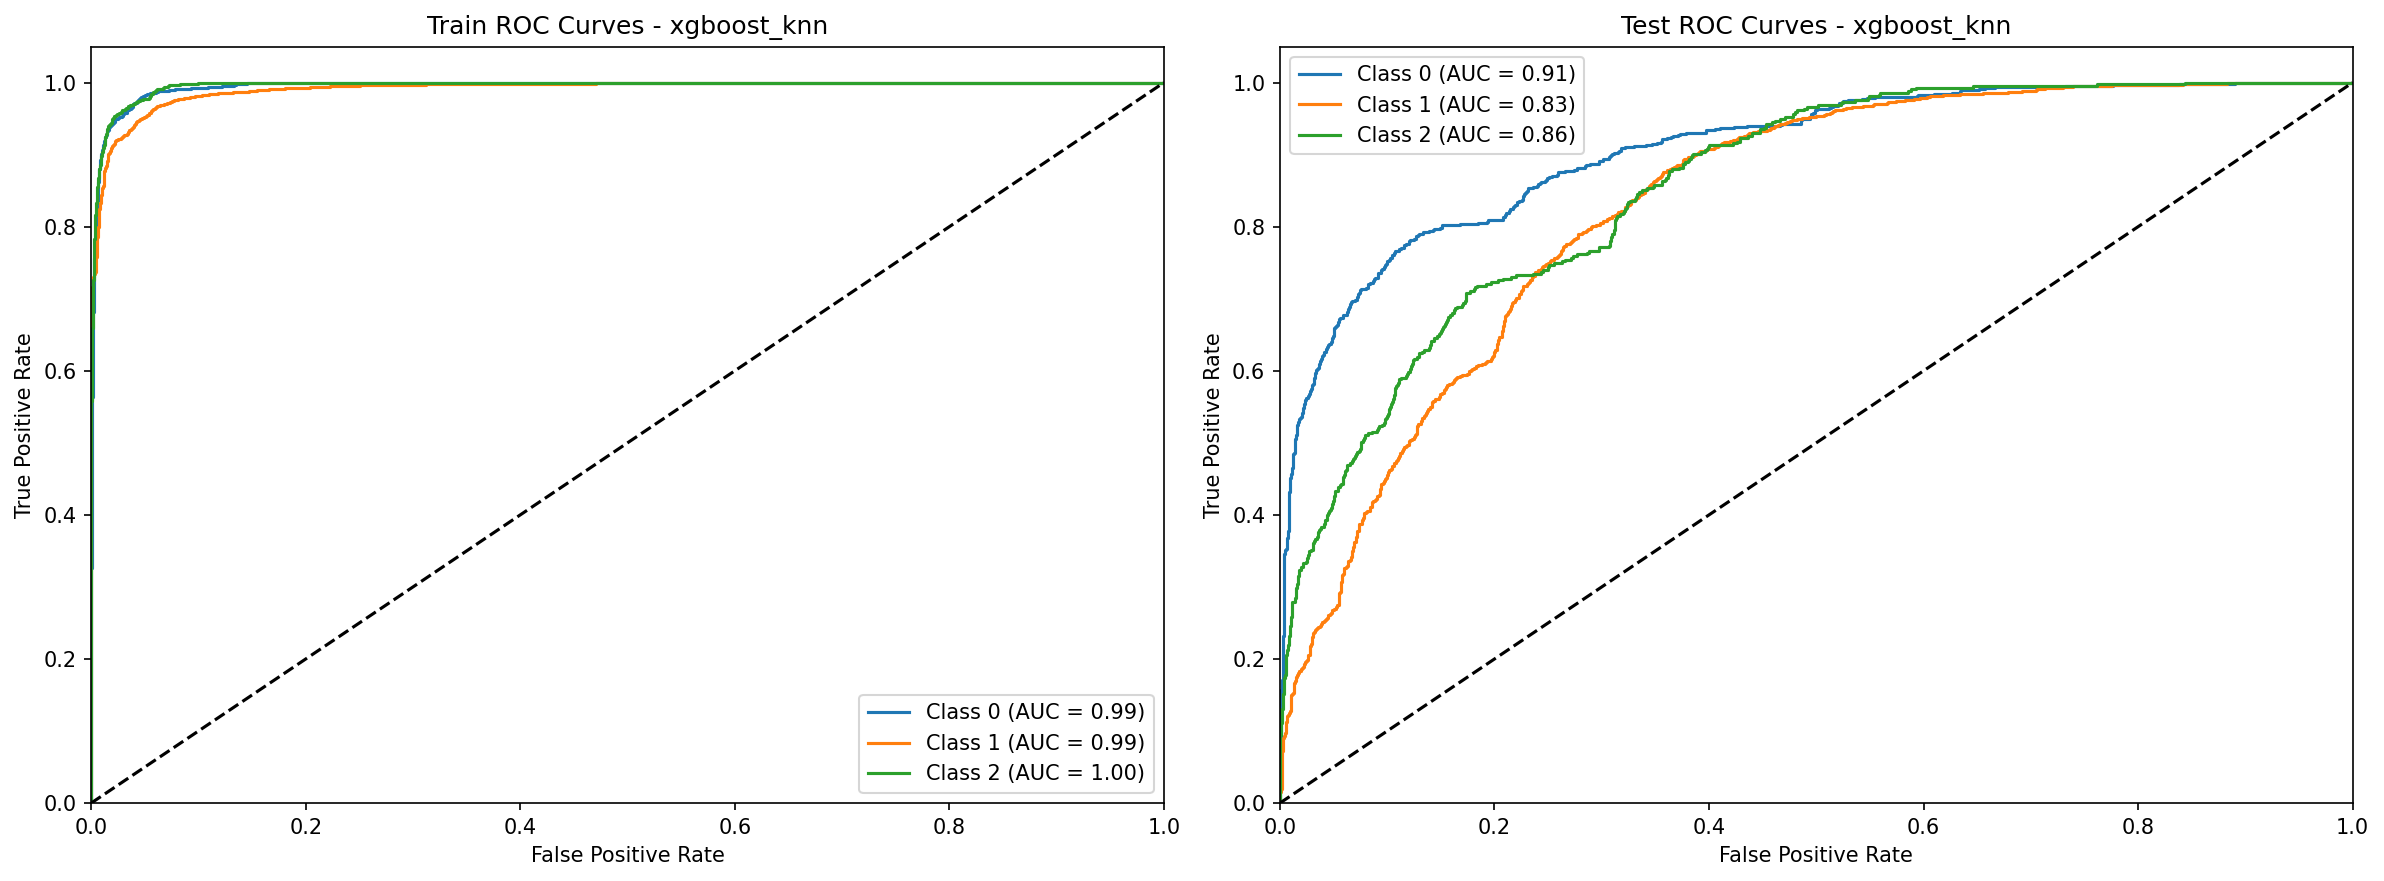 Train ROC Curves - xgboost_knn
True Positive Rate
1.0
0.8
0.6
0.4
0.2
0.0
Class 0 (AUC = 0.99)
Class 1 (AUC = 0.99)
Class 2 (AUC = 1.00)
0.0 0.2 0.4 0.6 0.8 1.0
False Positive Rate
Test ROC Curves - xgboost_knn
True Positive Rate
1.0
0.8
0.6
0.4
0.2
0.0
Class 0 (AUC = 0.91)
Class 1 (AUC = 0.83)
Class 2 (AUC = 0.86)
0.0 0.2 0.4 0.6 0.8 1.0
False Positive Rate